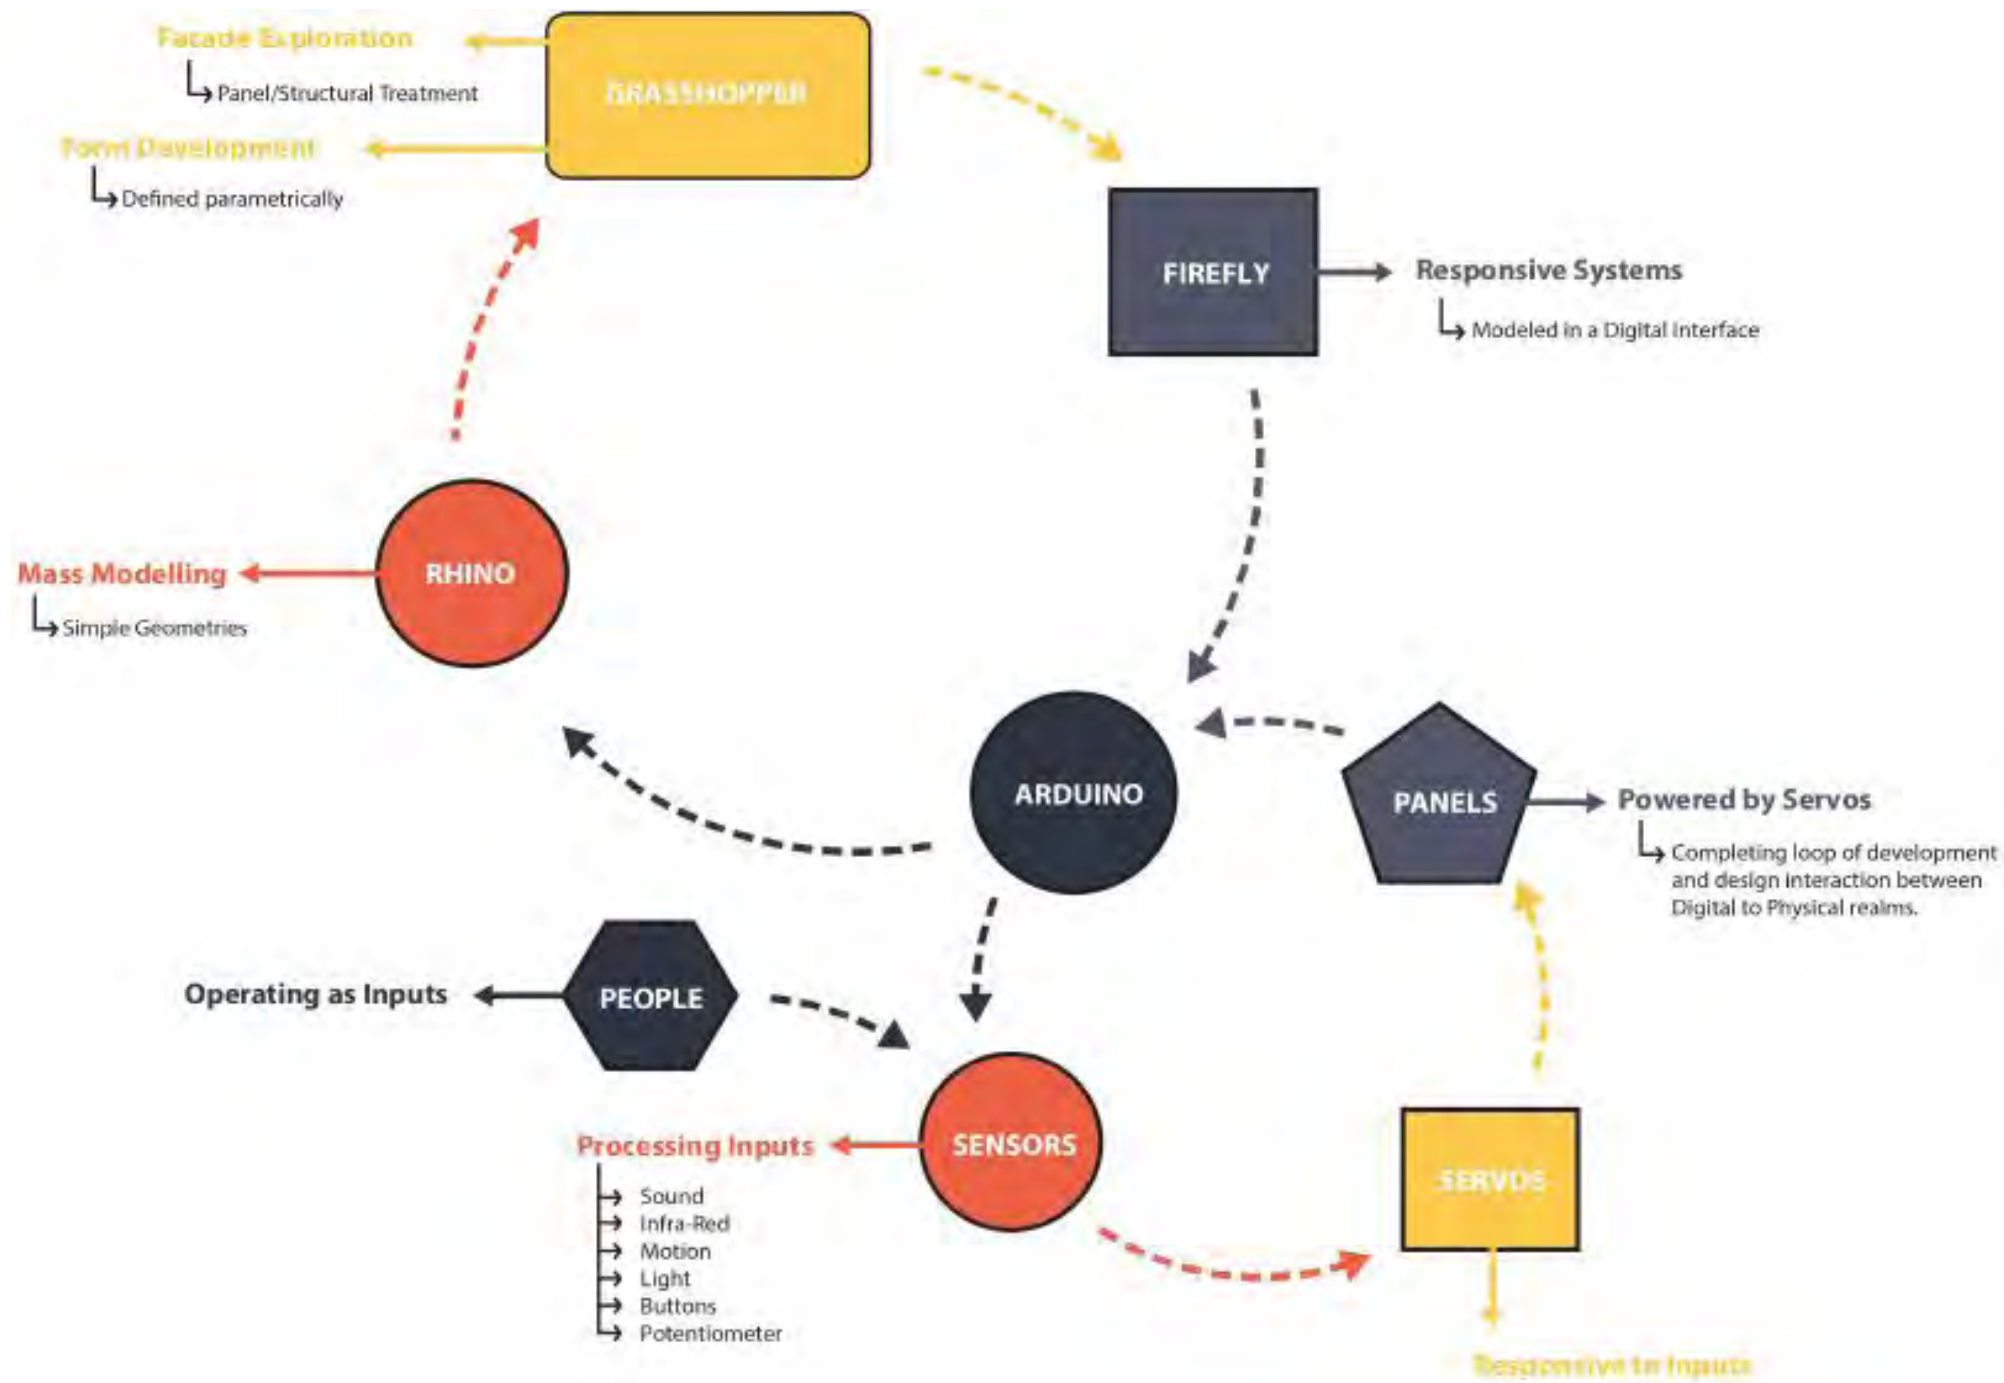 Facade Exploration
Panel/Structural Treatment
Form Development
Defined parametrically
GRASSHOPPER
FIREFLY
Responsive Systems
Modeled in a Digital Interface
RHINO
Mass Modelling
Simple Geometries
ARDUINO
PANELS
Powered by Servos
Completing loop of development
and design interaction between
Digital to Physical realms.
PEOPLE
Operating as Inputs
SENSORS
Processing Inputs
Sound
Infra-Red
Motion
Light
Buttons
Potentiometer
SERVOS
Responsive to Inputs